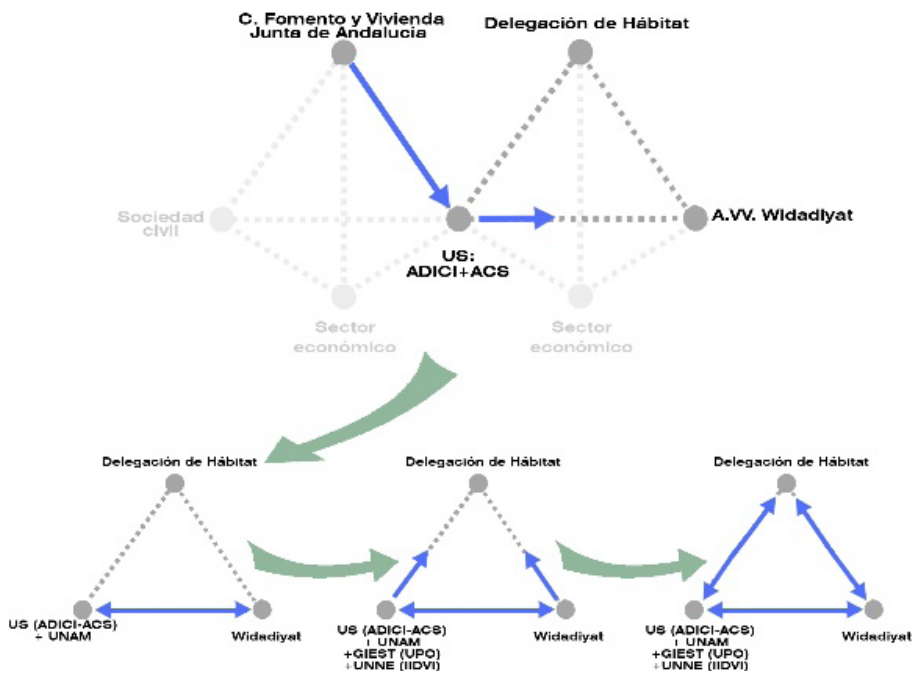 C. Fomento y Vivienda
Junta de Andalucía
Delegación de Hábitat
Sociedad
civil
A.VV. Widadiyat
US:
ADICI+ACS
Sector
económico
Sector
económico
Delegación de Hábitat
Delegación de Hábitat
Delegación de Hábitat
US (ADICI-ACS)
+ UNAM
Widadiyat
US (ADICI-ACS)
+ UNAM
+GIEST (UPO)
+UNNE (IIDVI)
Widadiyat
US (ADICI-ACS)
+ UNAM
+GIEST (UPO)
+UNNE (IIDVI)
Widadiyat